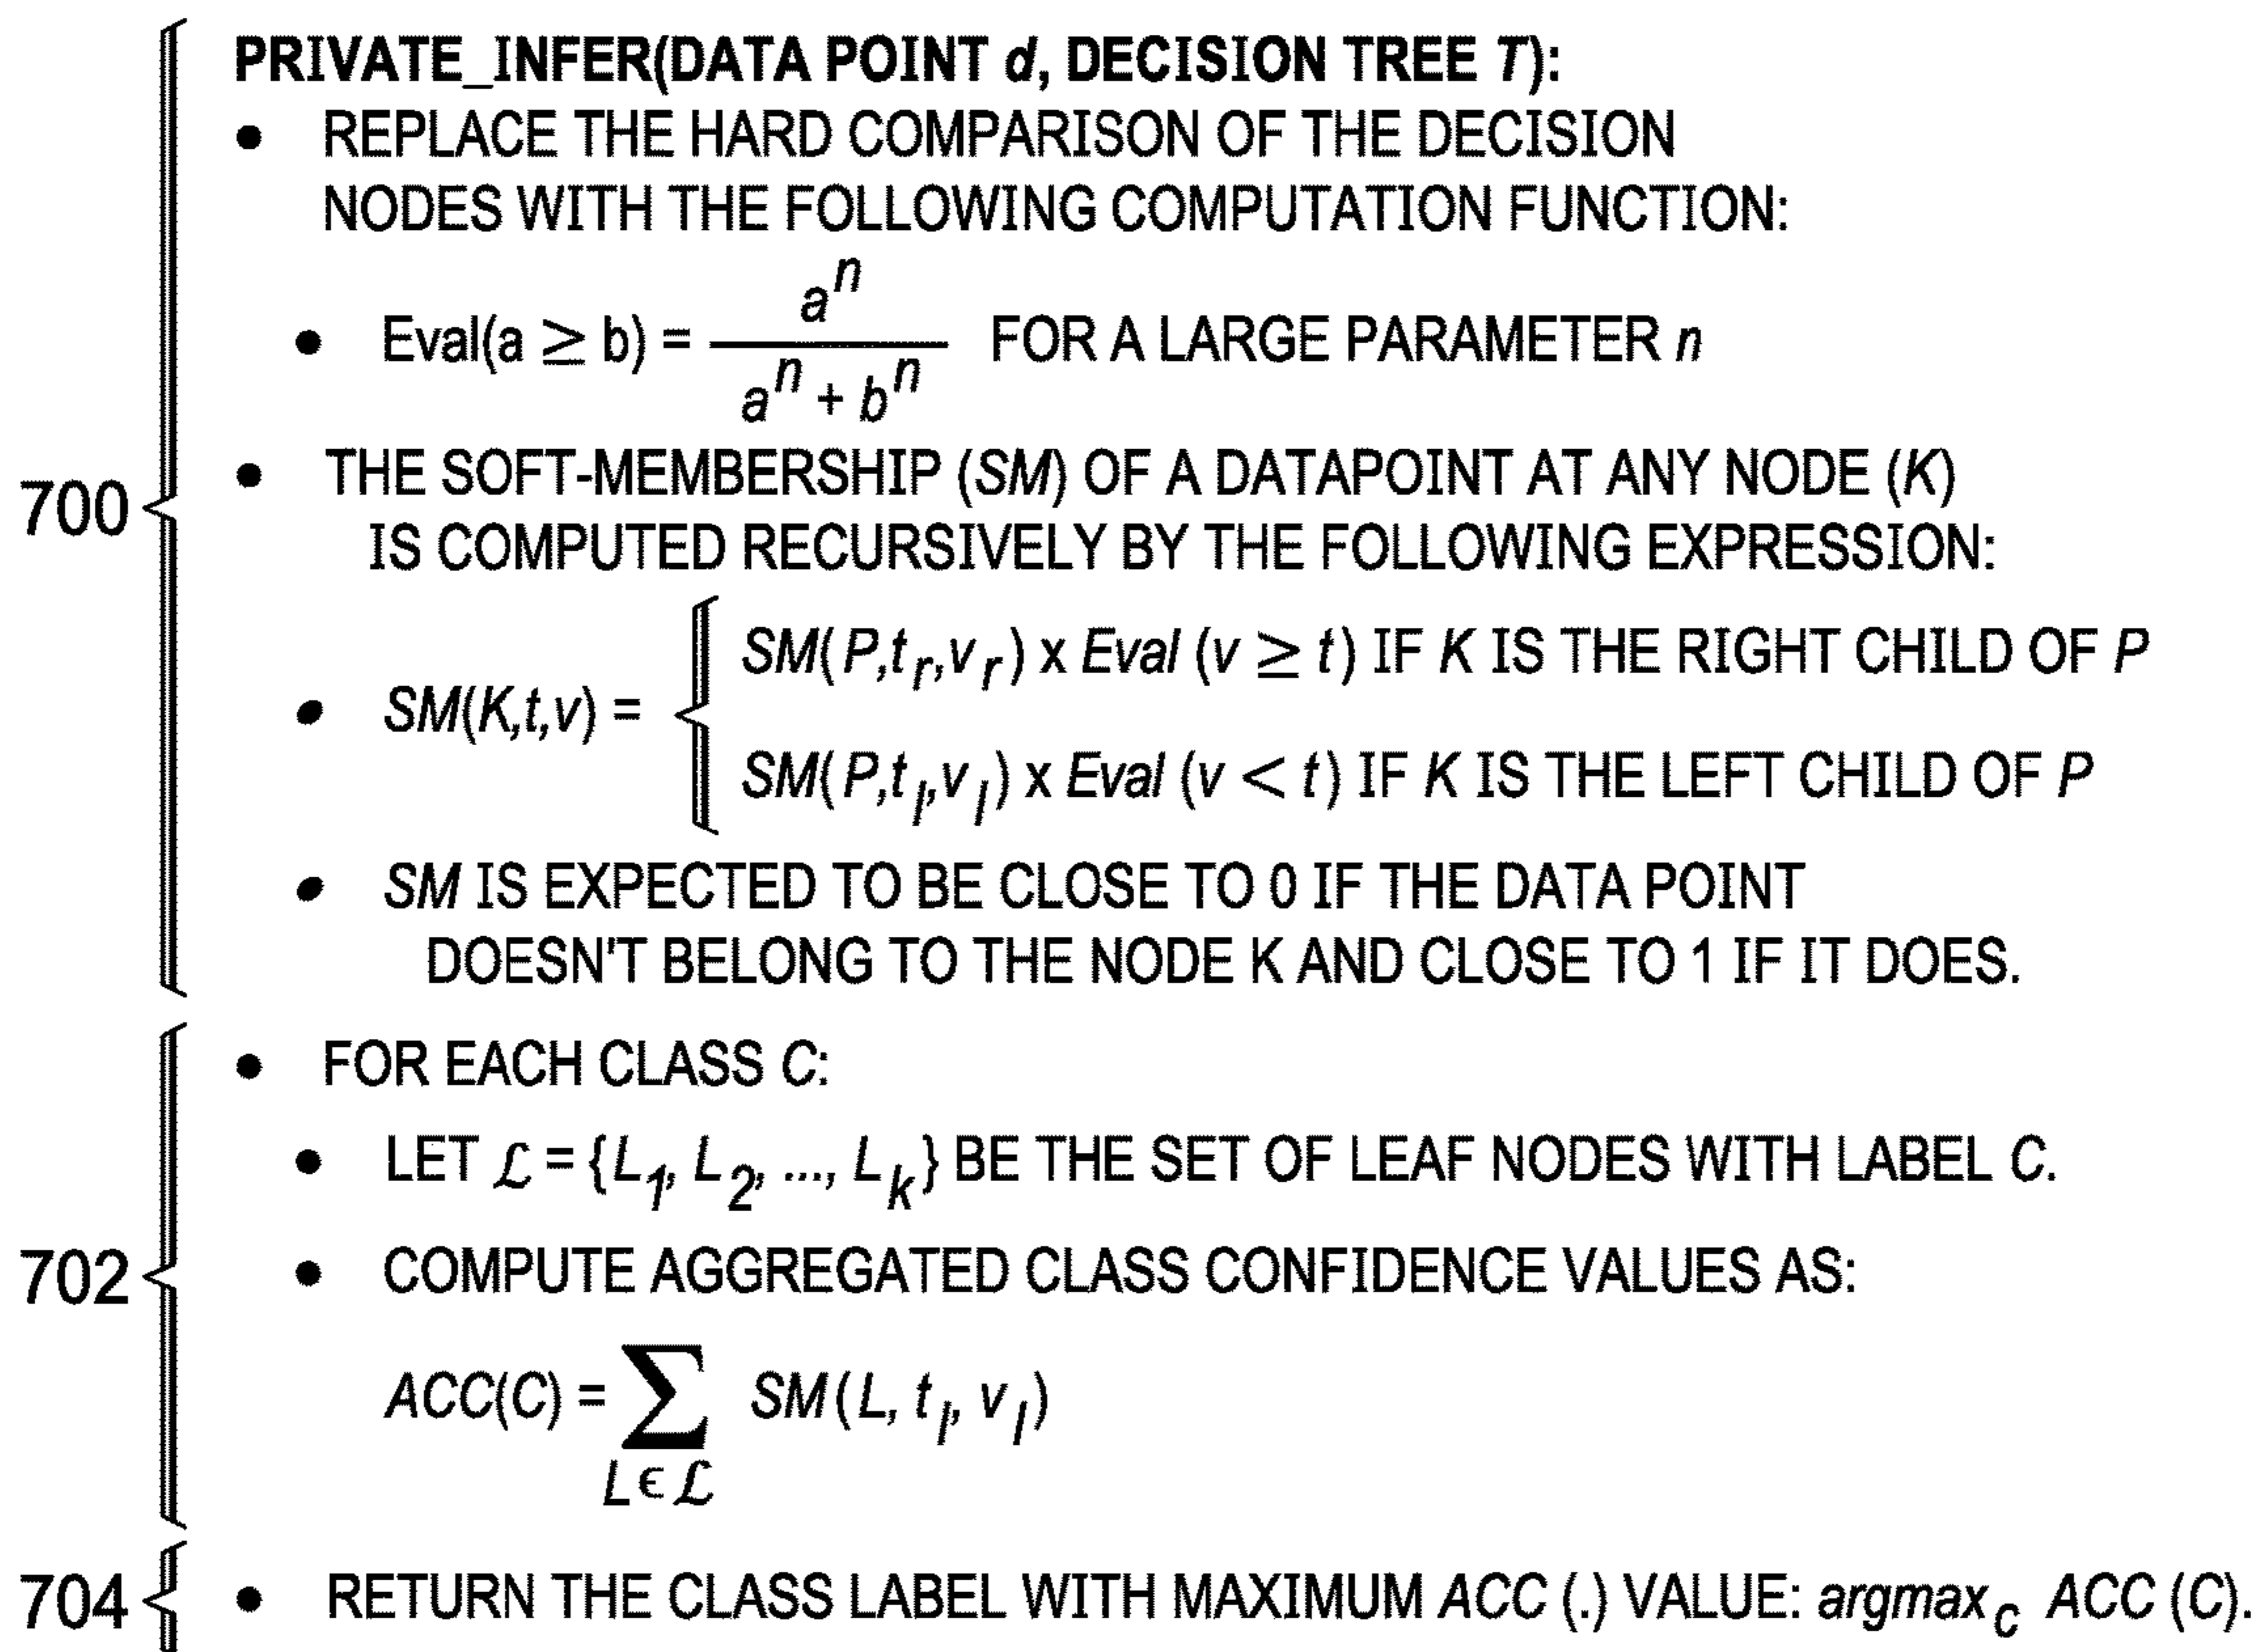 PRIVATE_INFER(DATA POINT d, DECISION TREE T):
• REPLACE THE HARD COMPARISON OF THE DECISION
NODES WITH THE FOLLOWING COMPUTATION FUNCTION:
• Eval(a ≥ b) = a^n / (a^n + b^n) FOR A LARGE PARAMETER n
700
• THE SOFT-MEMBERSHIP (SM) OF A DATAPOINT AT ANY NODE (K)
IS COMPUTED RECURSIVELY BY THE FOLLOWING EXPRESSION:
• SM(K,t,v) = {
SM(P,t_r,v_r) x Eval (v ≥ t) IF K IS THE RIGHT CHILD OF P
SM(P,t_l,v_l) x Eval (v < t) IF K IS THE LEFT CHILD OF P
• SM IS EXPECTED TO BE CLOSE TO 0 IF THE DATA POINT
DOESN'T BELONG TO THE NODE K AND CLOSE TO 1 IF IT DOES.
702
• FOR EACH CLASS C:
• LET ℒ = {L_1, L_2, ..., L_k} BE THE SET OF LEAF NODES WITH LABEL C.
• COMPUTE AGGREGATED CLASS CONFIDENCE VALUES AS:
ACC(C) = ∑ SM(L, t_l, v_l)
L ϵ ℒ
704
• RETURN THE CLASS LABEL WITH MAXIMUM ACC (.) VALUE: argmax_c ACC (C).